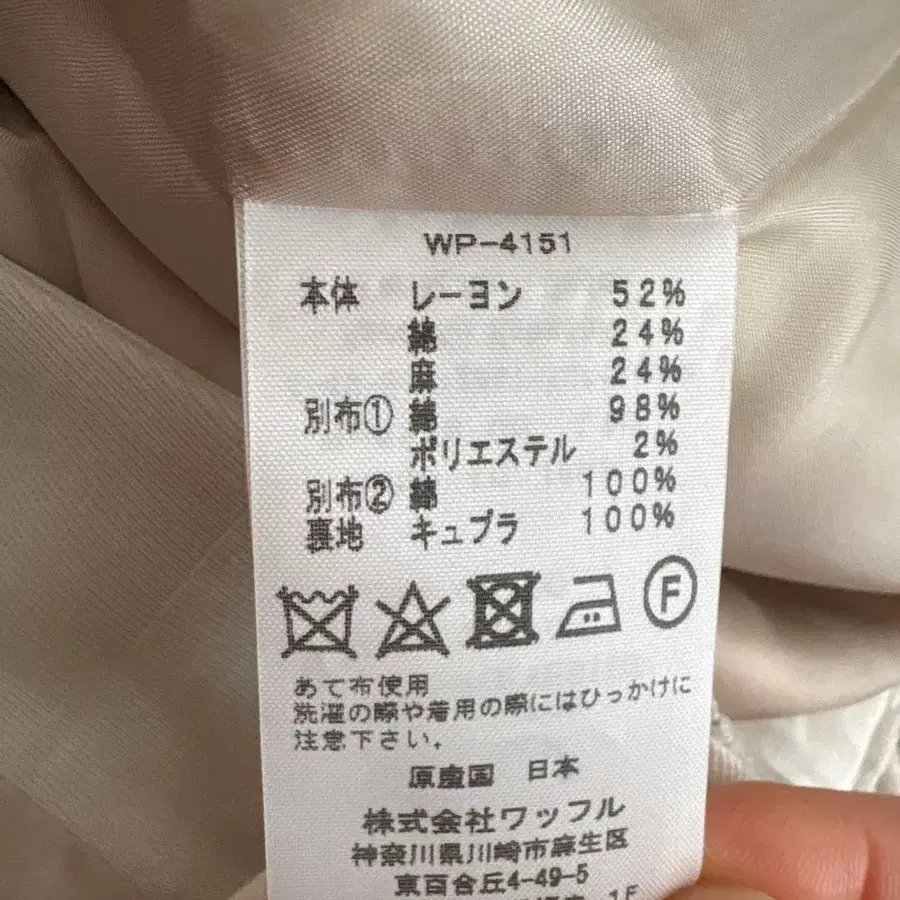 WP-4151
本体 レーヨン 52%
綿 24%
麻 24%
別布① 綿 98%
ポリエステル 2%
別布② 綿 100%
裏地 キュプラ 100%
F
あて布使用
洗濯の際や着用の際にはひっかけに
注意下さい。
原産国 日本
株式会社ワッフル
神奈川県川崎市麻生区
東百合丘4-49-5
1F